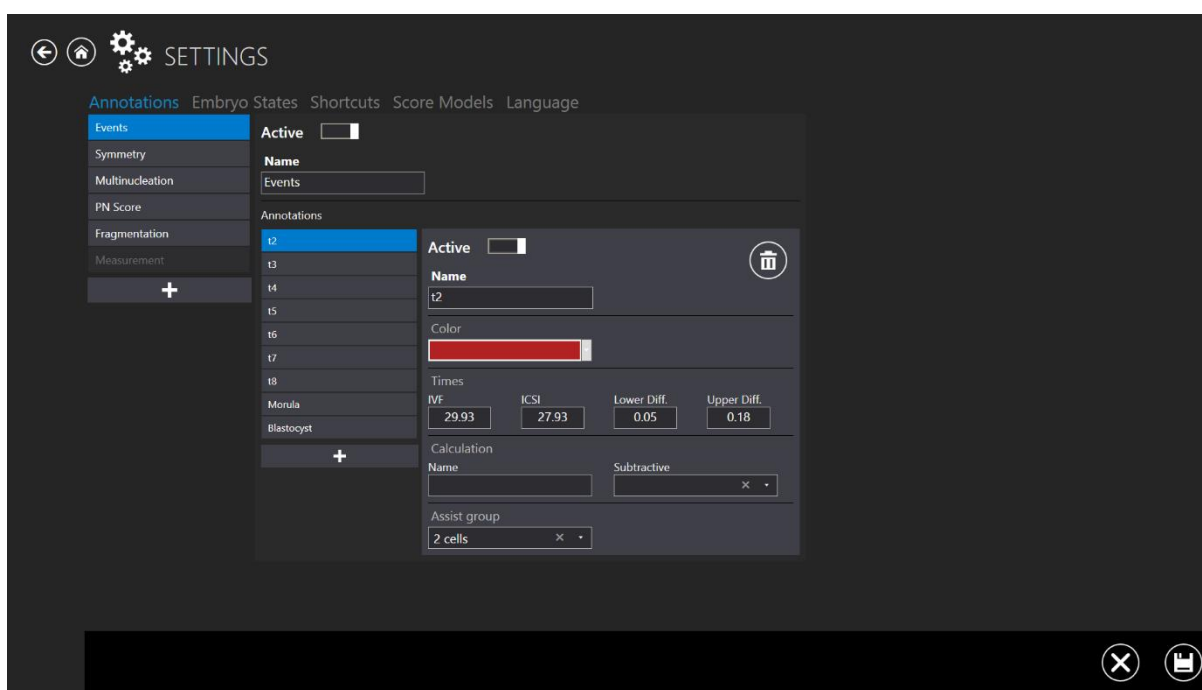 SETTINGS
Annotations Embryo States Shortcuts Score Models Language
Events
Symmetry
Multinucleation
PN Score
Fragmentation
Measurement
+
Active
Name
Events
Annotations
t2
t3
t4
t5
t6
t7
t8
Morula
Blastocyst
+
Active
Name
t2
Color
Times
IVF ICSI Lower Diff. Upper Diff.
29.93 27.93 0.05 0.18
Calculation
Name Subtractive
Assist group
2 cells